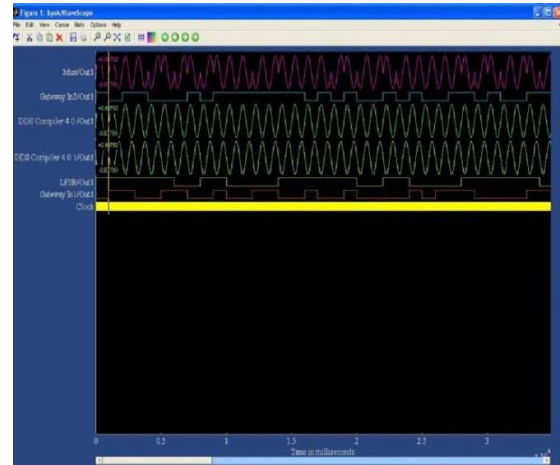 Figure 1: bpsk/WaveScope
File Edit View Cursor Nets Options Help
Mux/Out1
Gateway In2/Out1
DDS Compiler 4.0 /Out1
DDS Compiler 4.0 1/Out1
LFSR/Out1
Gateway In1/Out1
Clock
0 0.5 1 1.5 2 2.5 3
Time in milliseconds